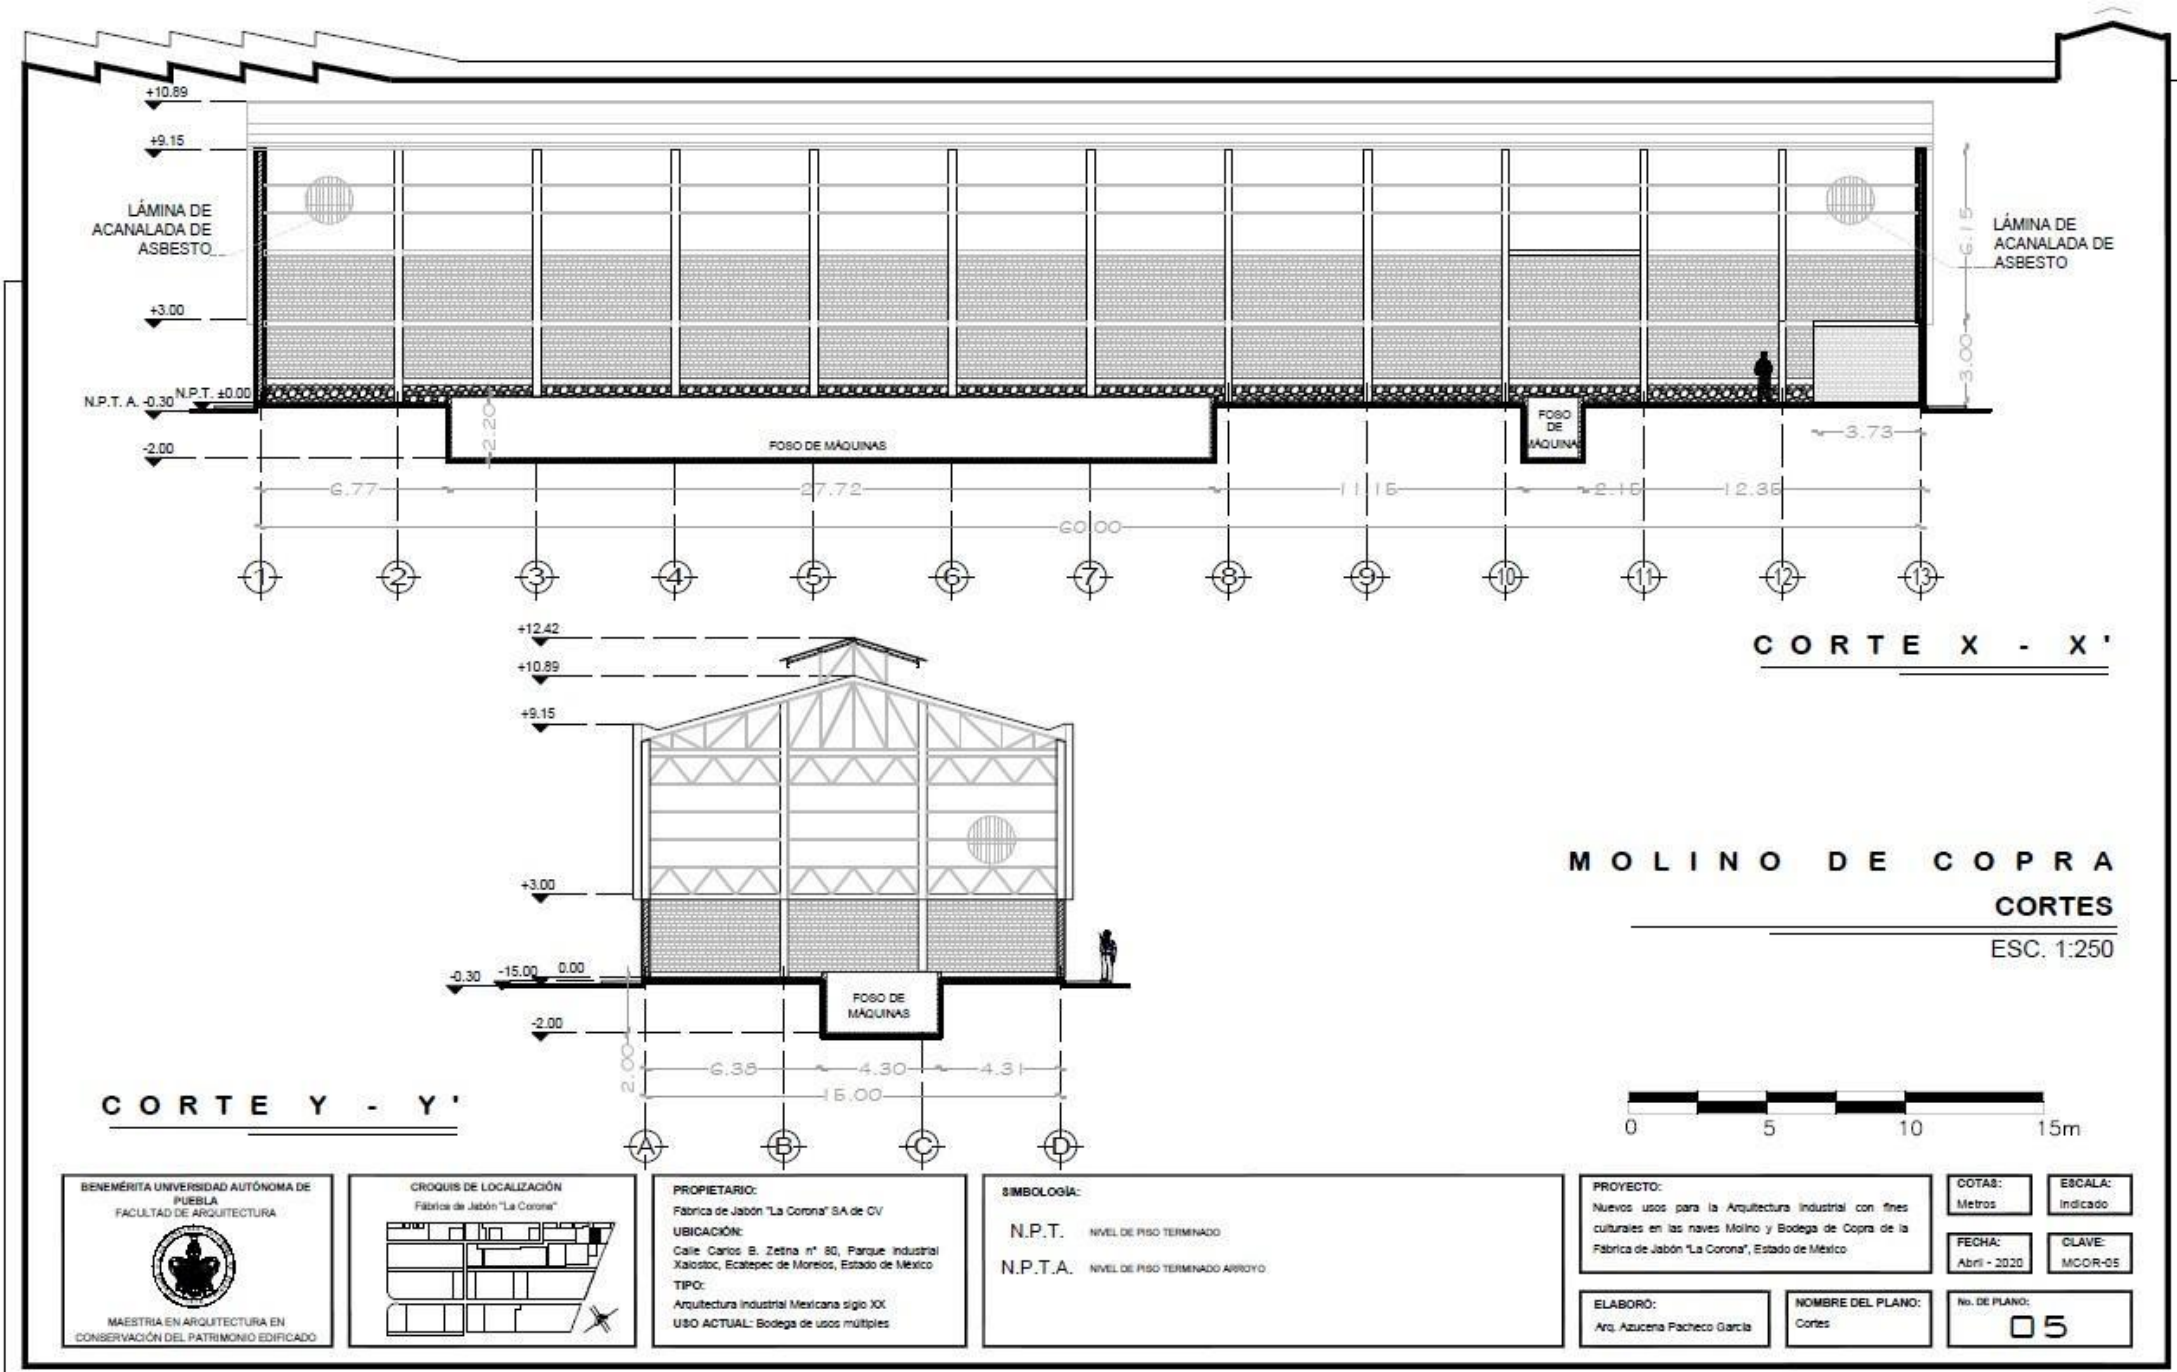 +10.89
+9.15
LÁMINA DE
ACANALADA DE
ASBESTO
LÁMINA DE
ACANALADA DE
ASBESTO
6.15
+3.00
3.00
N.P.T. A. -0.30
N.P.T. ±0.00
2.20
FOSO DE MÁQUINAS
FOSO
DE
MÁQUINA
3.73
-2.00
6.77
27.72
11.15
2.15
12.35
60.00
1
2
3
4
5
6
7
8
9
10
11
12
13
CORTE X - X'
+12.42
+10.89
+9.15
+3.00
-0.30
-15.00
0.00
FOSO DE
MÁQUINAS
-2.00
2.00
6.38
4.30
4.31
15.00
A
B
C
D
CORTE Y - Y'
MOLINO DE COPRA
CORTES
ESC. 1:250
0
5
10
15m
BENEMÉRITA UNIVERSIDAD AUTÓNOMA DE
PUEBLA
FACULTAD DE ARQUITECTURA
MAESTRIA EN ARQUITECTURA EN
CONSERVACIÓN DEL PATRIMONIO EDIFICADO
CROQUIS DE LOCALIZACIÓN
Fábrica de Jabón "La Corona"
PROPIETARIO:
Fábrica de Jabón "La Corona" SA de CV
UBICACIÓN:
Calle Carlos B. Zetina n° 80, Parque Industrial
Xalostoc, Ecatepec de Morelos, Estado de México
TIPO:
Arquitectura Industrial Mexicana siglo XX
USO ACTUAL: Bodega de usos múltiples
SIMBOLOGÍA:
N.P.T. NIVEL DE PISO TERMINADO
N.P.T.A. NIVEL DE PISO TERMINADO ARROYO
PROYECTO:
Nuevos usos para la Arquitectura Industrial con fines
culturales en las naves Molino y Bodega de Copra de la
Fábrica de Jabón "La Corona", Estado de México
COTAS:
Metros
ESCALA:
Indicado
FECHA:
Abril - 2020
CLAVE:
MCOR-05
ELABORÓ:
Arq. Azucena Pacheco García
NOMBRE DEL PLANO:
Cortes
No. DE PLANO:
05